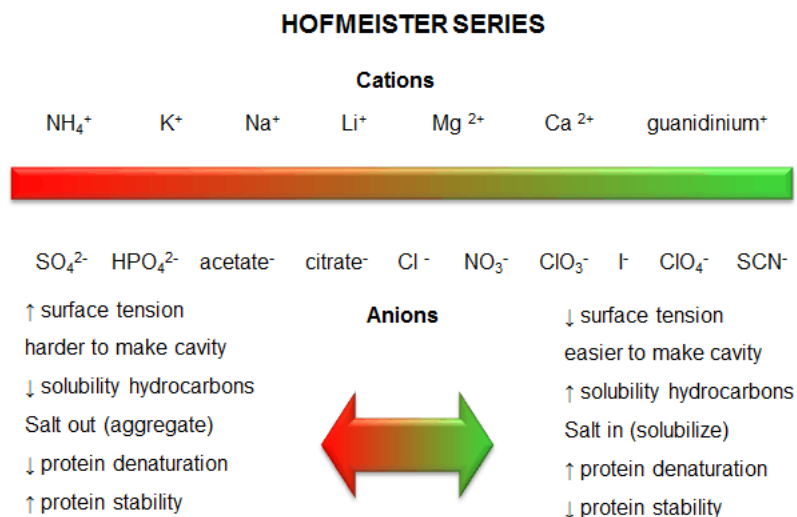 HOFMEISTER SERIES
Cations
NH₄⁺ K⁺ Na⁺ Li⁺ Mg ²⁺ Ca ²⁺ guanidinium⁺
SO₄²⁻ HPO₄²⁻ acetate⁻ citrate⁻ Cl ⁻ NO₃⁻ ClO₃⁻ I⁻ ClO₄⁻ SCN⁻
Anions
↑ surface tension
harder to make cavity
↓ solubility hydrocarbons
Salt out (aggregate)
↓ protein denaturation
↑ protein stability
↓ surface tension
easier to make cavity
↑ solubility hydrocarbons
Salt in (solubilize)
↑ protein denaturation
↓ protein stability